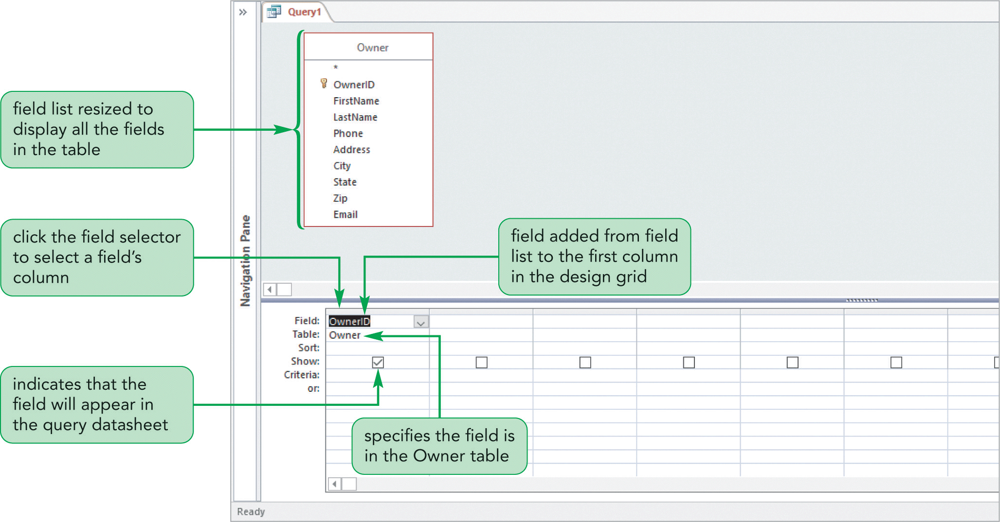 Query1
Owner
*
OwnerID
FirstName
LastName
Phone
Address
City
State
Zip
Email
field list resized to
display all the fields
in the table
click the field selector
to select a field’s
column
Navigation Pane
field added from field
list to the first column
in the design grid
Field: OwnerID
Table: Owner
Sort:
Show:
Criteria:
or:
indicates that the
field will appear in
the query datasheet
specifies the field is
in the Owner table
Ready